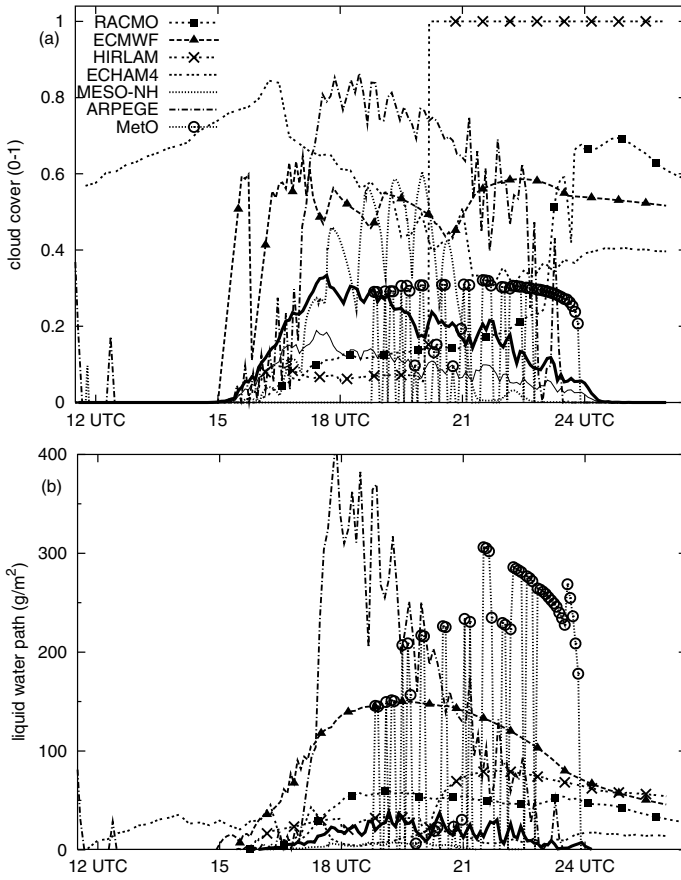 (a)
RACMO
ECMWF
HIRLAM
ECHAM4
MESO-NH
ARPEGE
MetO
cloud cover (0-1)
1
0.8
0.6
0.4
0.2
0
12 UTC 15 18 UTC 21 24 UTC
(b)
liquid water path (g/m²)
400
300
200
100
0
12 UTC 15 18 UTC 21 24 UTC